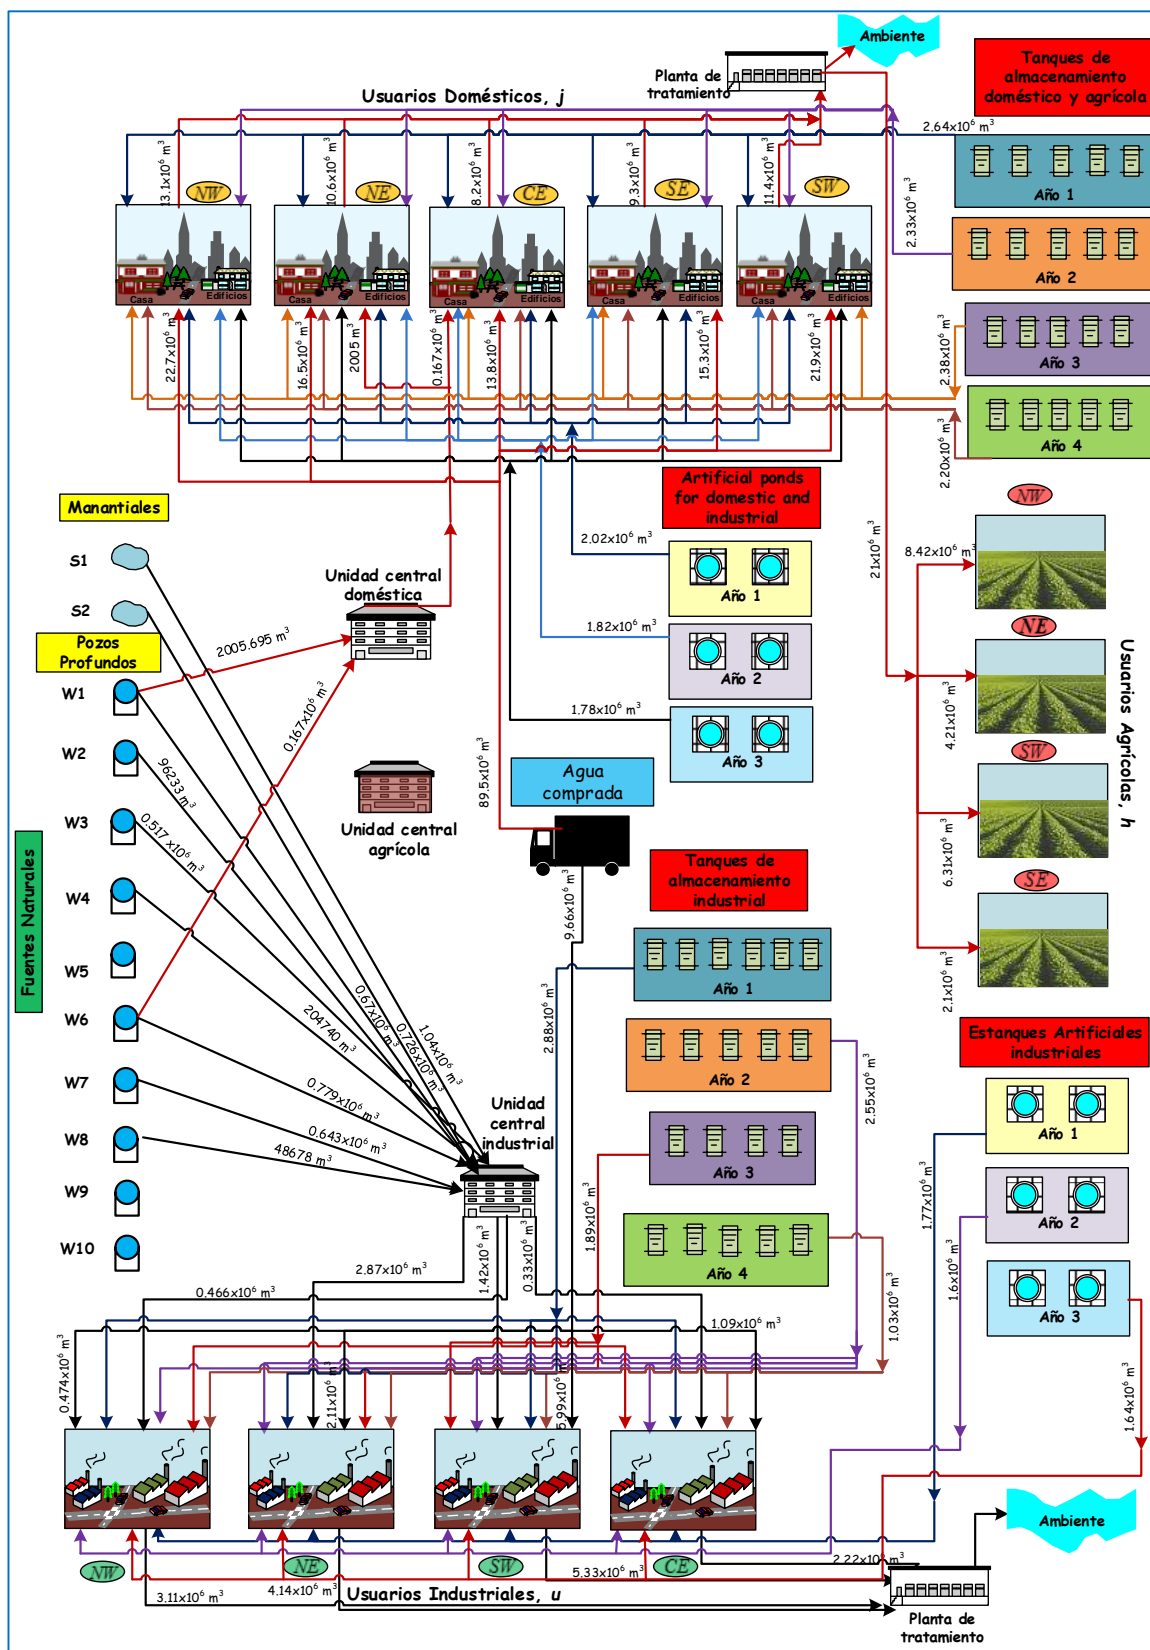 Ambiente
Planta de
tratamiento
Tanques de
almacenamiento
doméstico y agrícola
Usuarios Domésticos, j
2.64x10⁶ m³
13.1x10⁶ m³
10.6x10⁶ m³
8.2x10⁶ m³
9.3x10⁶ m³
11.4x10⁶ m³
2.33x10⁶ m³
NW
NE
CE
SE
SW
Año 1
Año 2
Casa
Edificios
Casa
Edificios
Casa
Edificios
Casa
Edificios
Casa
Edificios
22.7x10⁶ m³
16.5x10⁶ m³
2005 m³
0.167x10⁶ m³
13.8x10⁶ m³
15.3x10⁶ m³
21.9x10⁶ m³
2.38x10⁶ m³
Año 3
Año 4
2.20x10⁶ m³
Artificial ponds
for domestic and
industrial
NW
Manantiales
S1
S2
Unidad central
doméstica
2.02x10⁶ m³
Año 1
1.82x10⁶ m³
Año 2
1.78x10⁶ m³
Año 3
21x10⁶ m³
8.42x10⁶ m³
NE
4.21x10⁶ m³
SW
6.31x10⁶ m³
SE
2.1x10⁶ m³
Usuarios Agrícolas, h
Pozos
Profundos
2005.695 m³
0.167x10⁶ m³
W1
W2
W3
W4
W5
W6
W7
W8
W9
W10
Fuentes Naturales
96233 m³
0.517x10⁶ m³
204740 m³
0.67x10⁶ m³
0.726x10⁶ m³
1.04x10⁶ m³
0.779x10⁶ m³
0.643x10⁶ m³
48678 m³
Unidad central
agrícola
89.5x10⁶ m³
Agua
comprada
9.66x10⁶ m³
Tanques de
almacenamiento
industrial
Año 1
2.88x10⁶ m³
Año 2
2.55x10⁶ m³
Año 3
1.89x10⁶ m³
Año 4
1.03x10⁶ m³
Estanques Artificiales
industriales
Año 1
1.77x10⁶ m³
Año 2
1.6x10⁶ m³
Año 3
1.64x10⁶ m³
Unidad
central
industrial
2.87x10⁶ m³
1.42x10⁶ m³
0.33x10⁶ m³
0.466x10⁶ m³
1.09x10⁶ m³
0.474x10⁶ m³
2.11x10⁶ m³
5.99x10⁶ m³
NW
NE
SW
CE
Ambiente
2.22x10⁶ m³
5.33x10⁶ m³
4.14x10⁶ m³
3.11x10⁶ m³
Usuarios Industriales, u
Planta de
tratamiento